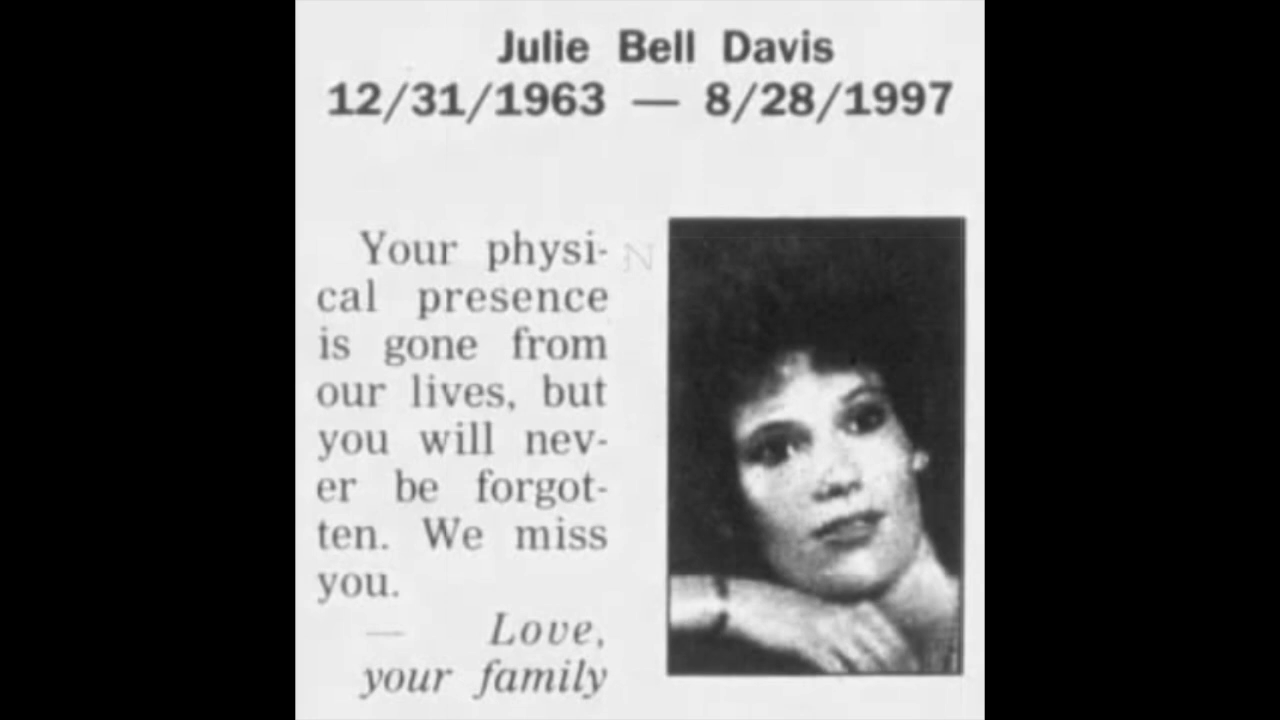 Julie Bell Davis
12/31/1963 — 8/28/1997
Your physi-
cal presence
is gone from
our lives, but
you will nev-
er be forgot-
ten. We miss
you.
— Love,
your family